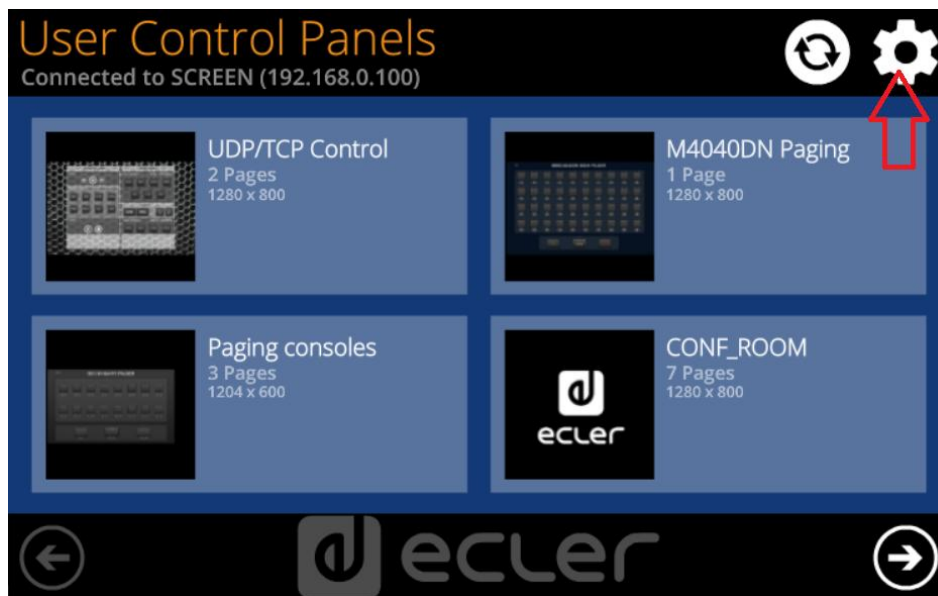 User Control Panels
Connected to SCREEN (192.168.0.100)
UDP/TCP Control
2 Pages
1280 x 800
M4040DN Paging
1 Page
1280 x 800
Paging consoles
3 Pages
1204 x 600
CONF_ROOM
7 Pages
1280 x 800
ecler
ecler